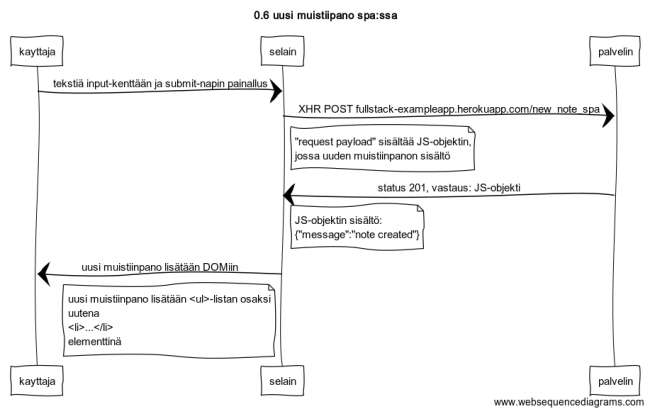 0.6 uusi muistiipano spa:ssa
kayttaja
selain
palvelin
tekstiä input-kenttään ja submit-napin painallus
XHR POST fullstack-exampleapp.herokuapp.com/new_note_spa
"request payload" sisältää JS-objektin,
jossa uuden muistiinpanon sisältö
status 201, vastaus: JS-objekti
JS-objektin sisältö:
{"message":"note created"}
uusi muistiinpano lisätään DOMiin
uusi muistiinpano lisätään <ul>-listan osaksi
uutena
<li>...</li>
elementtinä
kayttaja
selain
palvelin
www.websequencediagrams.com